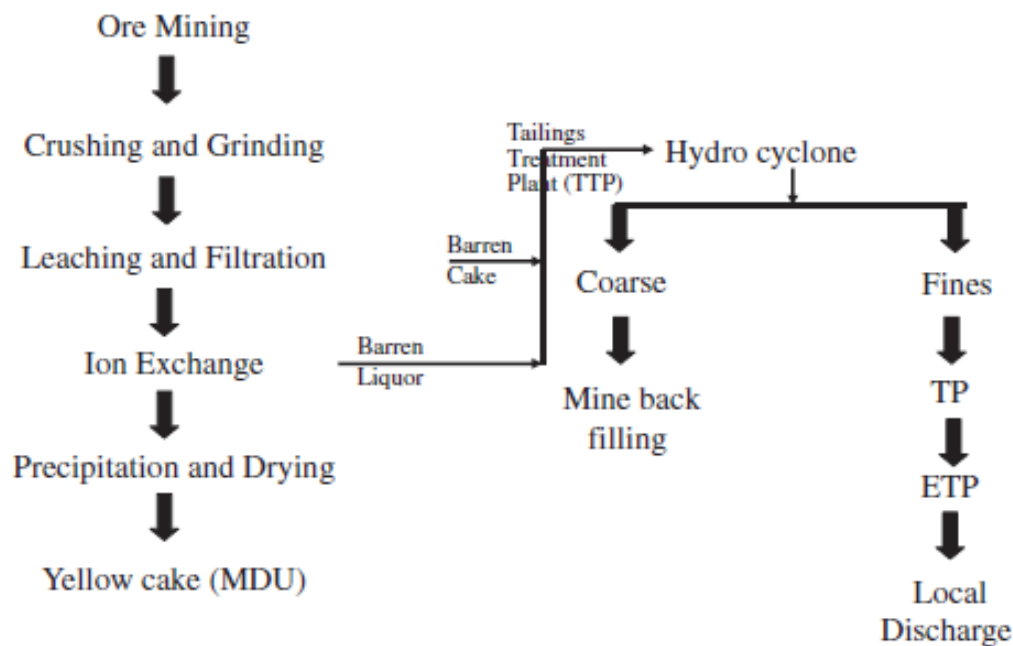 Ore Mining
Crushing and Grinding
Leaching and Filtration
Ion Exchange
Precipitation and Drying
Yellow cake (MDU)
Barren
Liquor
Barren
Cake
Tailings
Treatment
Plant (TTP)
Hydro cyclone
Coarse
Mine back
filling
Fines
TP
ETP
Local
Discharge